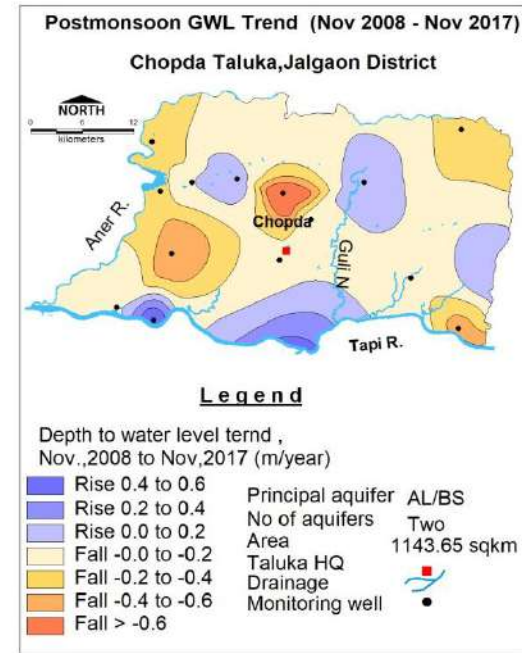 Postmonsoon GWL Trend (Nov 2008 - Nov 2017)
Chopda Taluka,Jalgaon District
NORTH
0 6 12
kilometers
Aner R.
Chopda
Guli N
Tapi R.
Legend
Depth to water level ternd ,
Nov.,2008 to Nov,2017 (m/year)
Rise 0.4 to 0.6
Rise 0.2 to 0.4
Rise 0.0 to 0.2
Fall -0.0 to -0.2
Fall -0.2 to -0.4
Fall -0.4 to -0.6
Fall > -0.6
Principal aquifer AL/BS
No of aquifers Two
Area 1143.65 sqkm
Taluka HQ
Drainage
Monitoring well